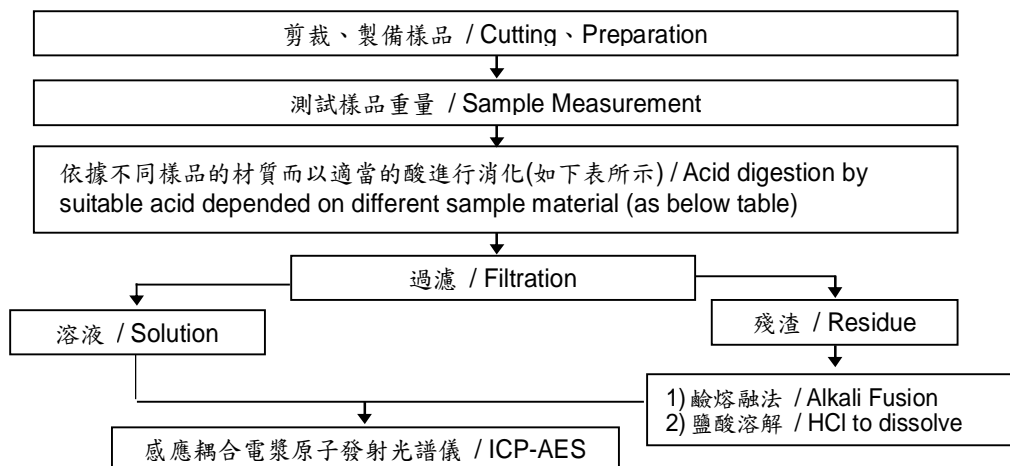 剪裁、製備樣品 / Cutting、Preparation
測試樣品重量 / Sample Measurement
依據不同樣品的材質而以適當的酸進行消化(如下表所示) / Acid digestion by
suitable acid depended on different sample material (as below table)
過濾 / Filtration
溶液 / Solution
殘渣 / Residue
1) 鹼熔融法 / Alkali Fusion
2) 鹽酸溶解 / HCl to dissolve
感應耦合電漿原子發射光譜儀 / ICP-AES